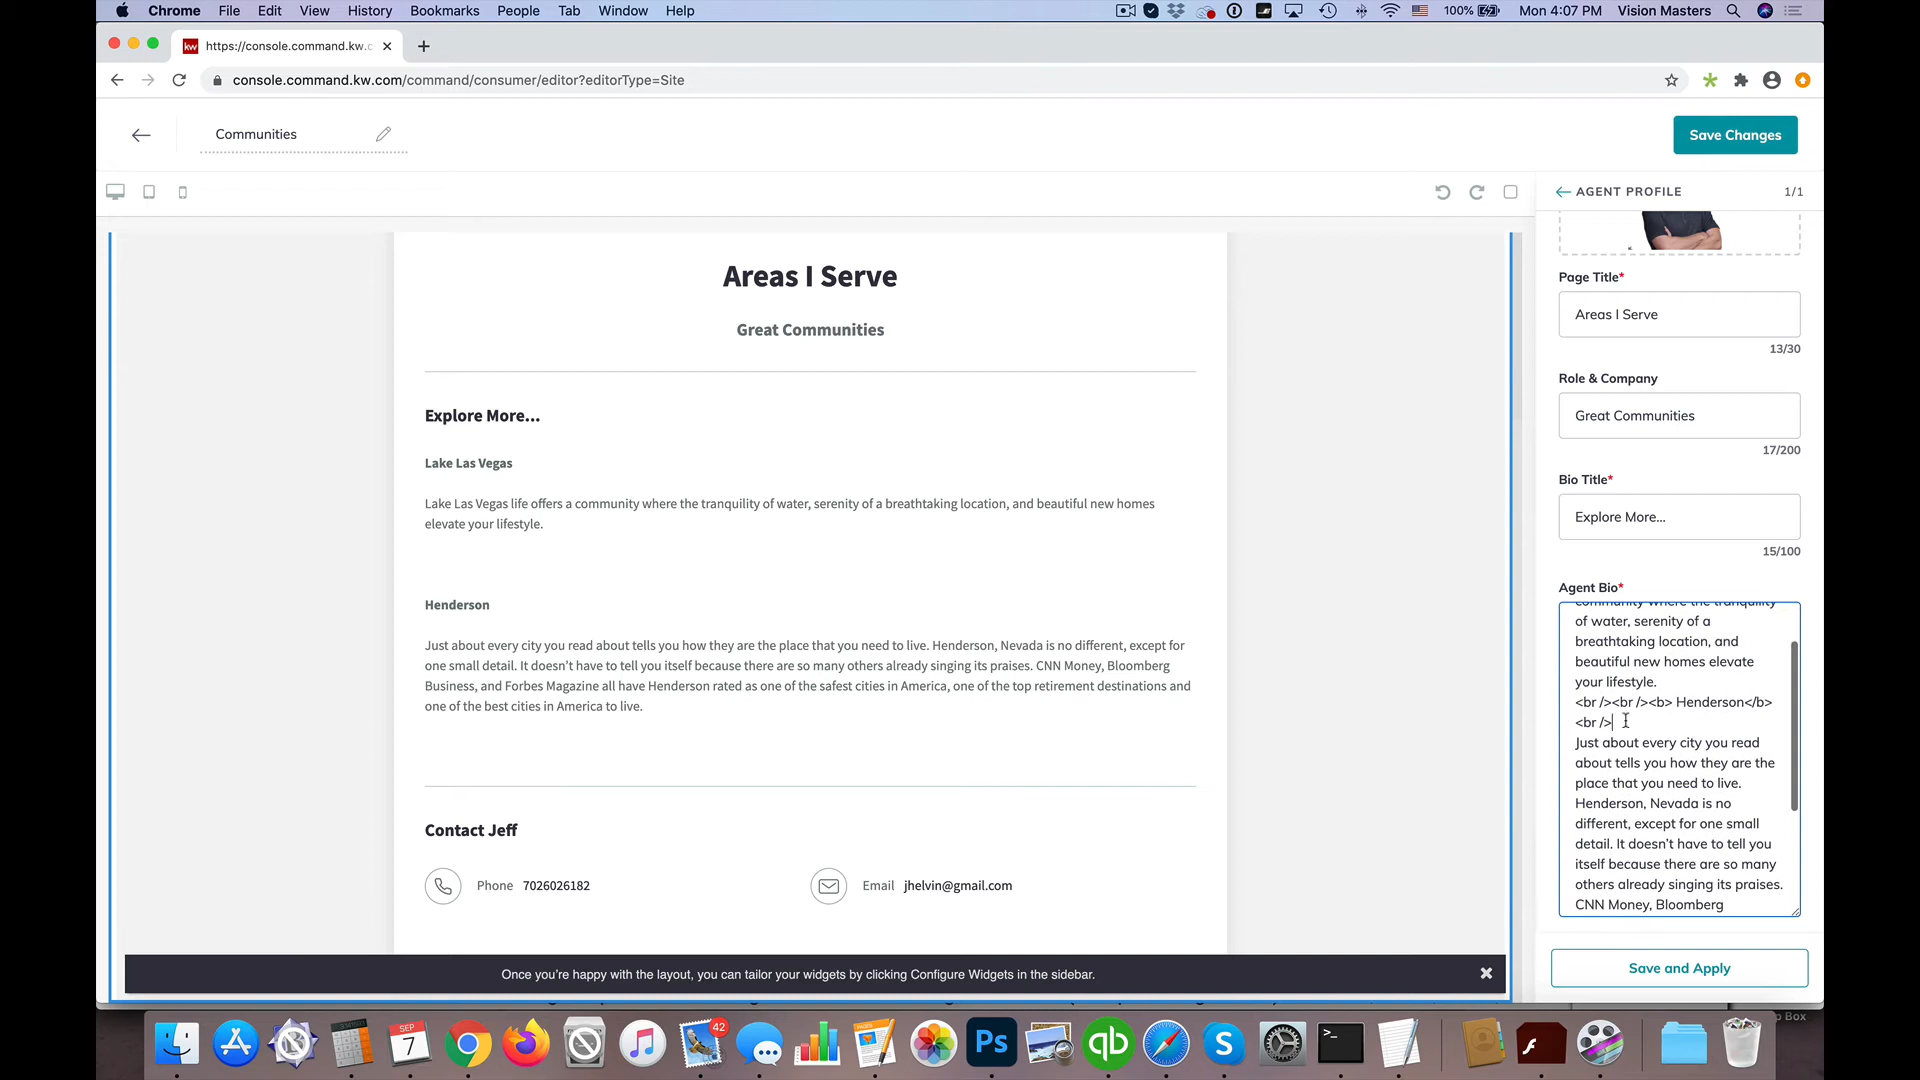 Chrome File Edit View History Bookmarks People Tab Window Help 100% Mon 4:07 PM Vision Masters
kw https://console.command.kw.c
console.command.kw.com/command/consumer/editor?editorType=Site
Communities
Save Changes
AGENT PROFILE 1/1
Areas I Serve
Great Communities
Explore More...
Lake Las Vegas
Lake Las Vegas life offers a community where the tranquility of water, serenity of a breathtaking location, and beautiful new homes
elevate your lifestyle.
Henderson
Just about every city you read about tells you how they are the place that you need to live. Henderson, Nevada is no different, except for
one small detail. It doesn't have to tell you itself because there are so many others already singing its praises. CNN Money, Bloomberg
Business, and Forbes Magazine all have Henderson rated as one of the safest cities in America, one of the top retirement destinations and
one of the best cities in America to live.
Contact Jeff
Phone 7026026182
Email jhelvin@gmail.com
Once you're happy with the layout, you can tailor your widgets by clicking Configure Widgets in the sidebar.
Page Title*
Areas I Serve
13/30
Role & Company
Great Communities
17/200
Bio Title*
Explore More...
15/100
Agent Bio*
community where the tranquility
of water, serenity of a
breathtaking location, and
beautiful new homes elevate
your lifestyle.
<br /><br /><b> Henderson</b>
<br />
Just about every city you read
about tells you how they are the
place that you need to live.
Henderson, Nevada is no
different, except for one small
detail. It doesn't have to tell you
itself because there are so many
others already singing its praises.
CNN Money, Bloomberg
Save and Apply
SEP
7
42
Ps
qb
S
Box